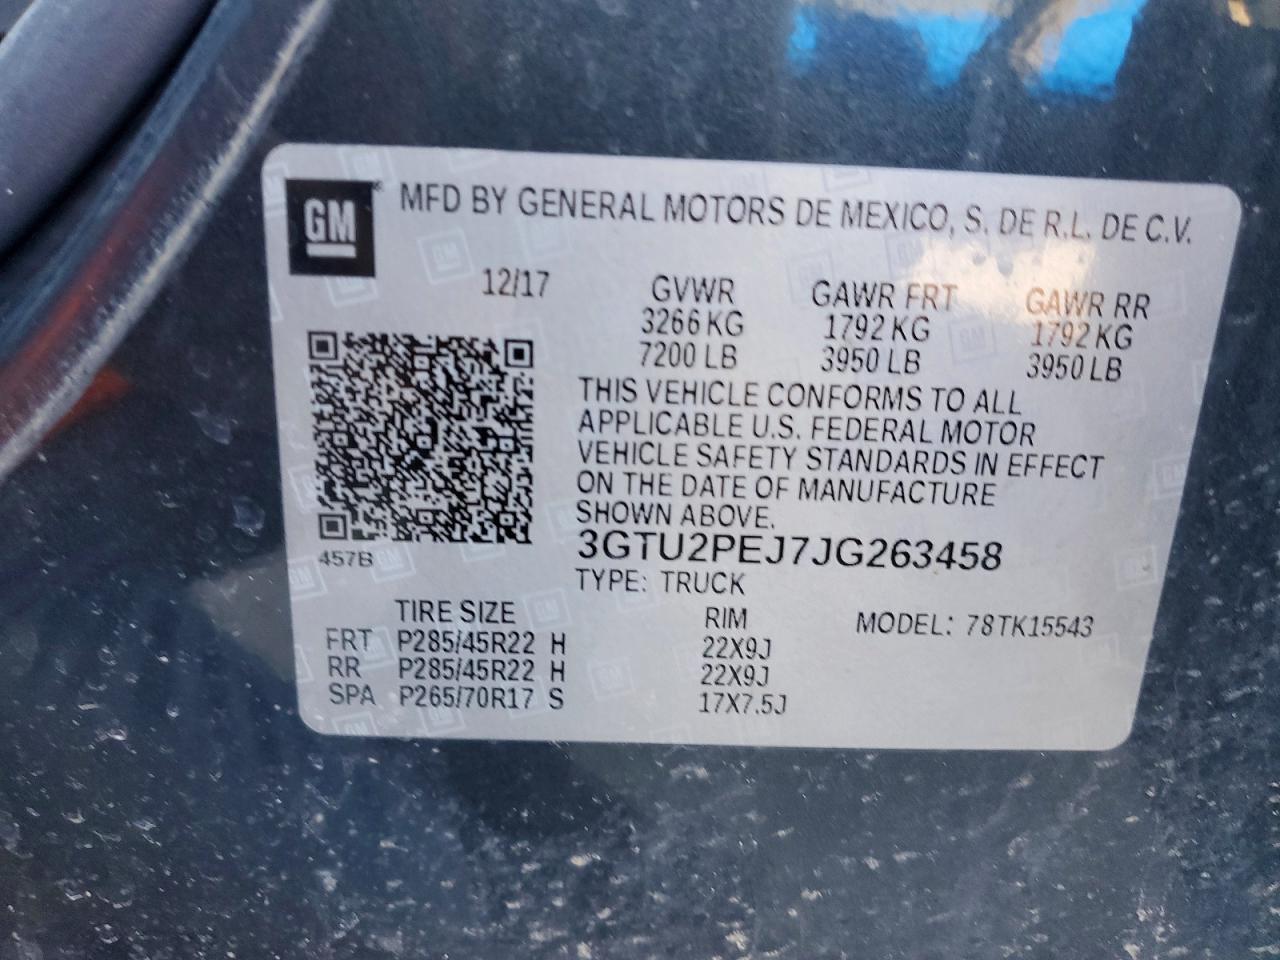 GM
MFD BY GENERAL MOTORS DE MEXICO, S. DE R.L. DE C.V.
12/17 GVWR GAWR FRT GAWR RR
3266 KG 1792 KG 1792 KG
7200 LB 3950 LB 3950 LB
THIS VEHICLE CONFORMS TO ALL
APPLICABLE U.S. FEDERAL MOTOR
VEHICLE SAFETY STANDARDS IN EFFECT
ON THE DATE OF MANUFACTURE
SHOWN ABOVE.
457B
3GTU2PEJ7JG263458
TYPE: TRUCK
TIRE SIZE RIM MODEL: 78TK15543
FRT P285/45R22 H 22X9J
RR P285/45R22 H 22X9J
SPA P265/70R17 S 17X7.5J